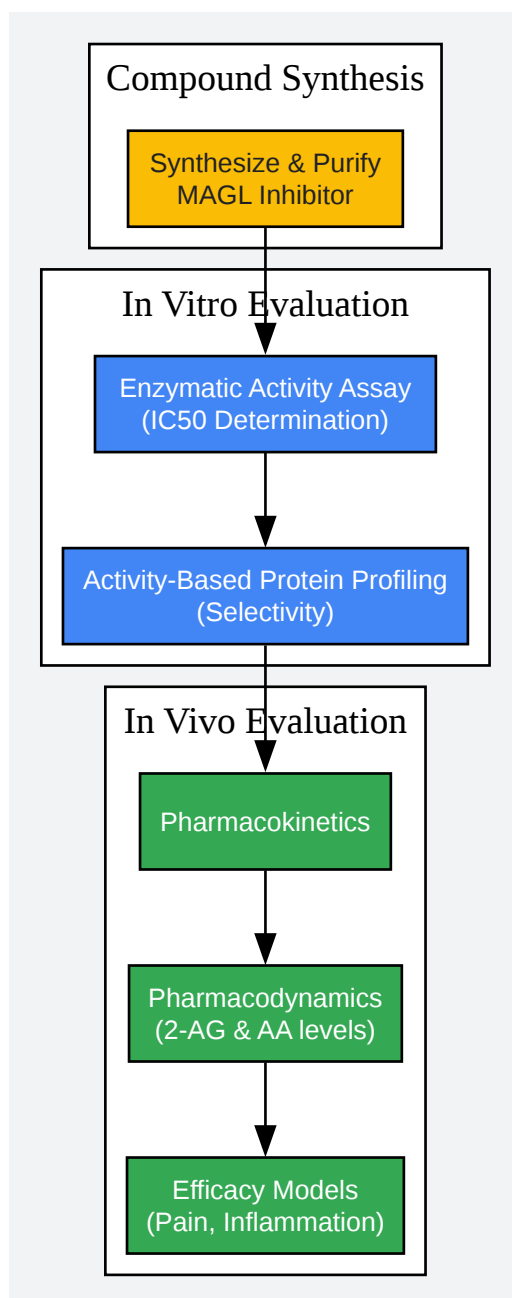 Compound Synthesis
Synthesize & Purify
MAGL Inhibitor
In Vitro Evaluation
Enzymatic Activity Assay
(IC50 Determination)
Activity-Based Protein Profiling
(Selectivity)
In Vivo Evaluation
Pharmacokinetics
Pharmacodynamics
(2-AG & AA levels)
Efficacy Models
(Pain, Inflammation)